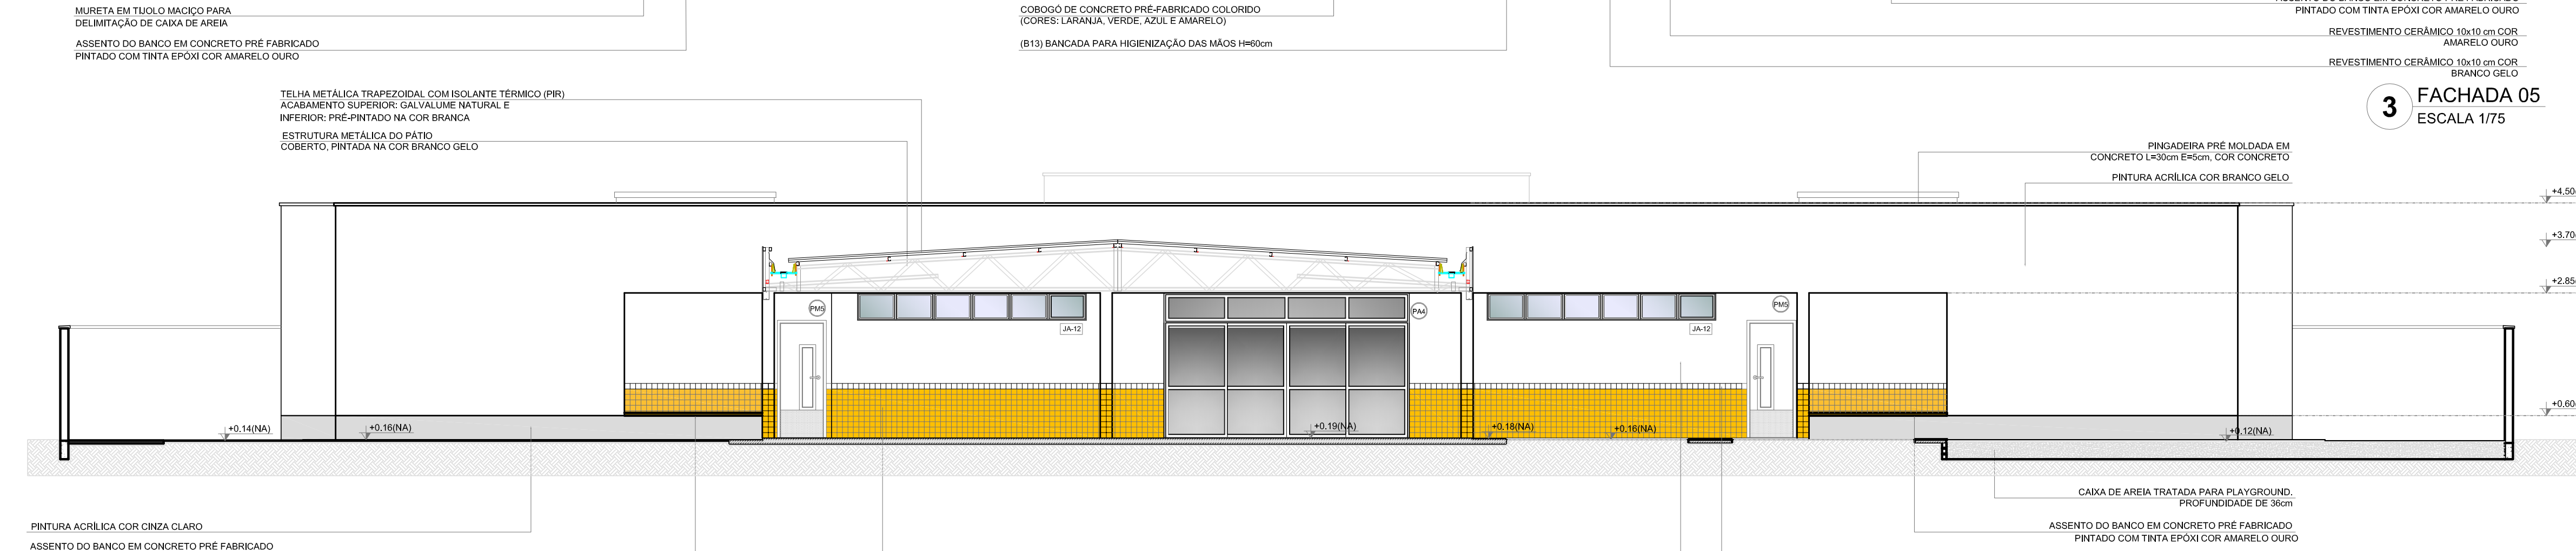 MURETA EM TIJOLO MACIÇO PARA
DELIMITAÇÃO DE CAIXA DE AREIA
ASSENTO DO BANCO EM CONCRETO PRÉ FABRICADO
PINTADO COM TINTA EPÓXI COR AMARELO OURO
COBOGÓ DE CONCRETO PRÉ-FABRICADO COLORIDO
(CORES: LARANJA, VERDE, AZUL E AMARELO)
(B13) BANCADA PARA HIGIENIZAÇÃO DAS MÃOS H=60cm
ASSENTO DO BANCO EM CONCRETO PRÉ FABRICADO
PINTADO COM TINTA EPÓXI COR AMARELO OURO
REVESTIMENTO CERÂMICO 10x10 cm COR
AMARELO OURO
REVESTIMENTO CERÂMICO 10x10 cm COR
BRANCO GELO
3
FACHADA 05
ESCALA 1/75
TELHA METÁLICA TRAPEZOIDAL COM ISOLANTE TÉRMICO (PIR)
ACABAMENTO SUPERIOR: GALVALUME NATURAL E
INFERIOR: PRÉ-PINTADO NA COR BRANCA
ESTRUTURA METÁLICA DO PÁTIO
COBERTO, PINTADA NA COR BRANCO GELO
PINGADEIRA PRÉ MOLDADA EM
CONCRETO L=30cm E=5cm, COR CONCRETO
PINTURA ACRÍLICA COR BRANCO GELO
+4,50
+3.70
+2.85
+0,60
PM5
JA-12
PA4
JA-12
PM5
+0.14(NA)
+0.16(NA)
+0.19(NA)
+0.18(NA)
+0.16(NA)
+0.12(NA)
CAIXA DE AREIA TRATADA PARA PLAYGROUND.
PROFUNDIDADE DE 36cm
ASSENTO DO BANCO EM CONCRETO PRÉ FABRICADO
PINTADO COM TINTA EPÓXI COR AMARELO OURO
PINTURA ACRÍLICA COR CINZA CLARO
ASSENTO DO BANCO EM CONCRETO PRÉ FABRICADO